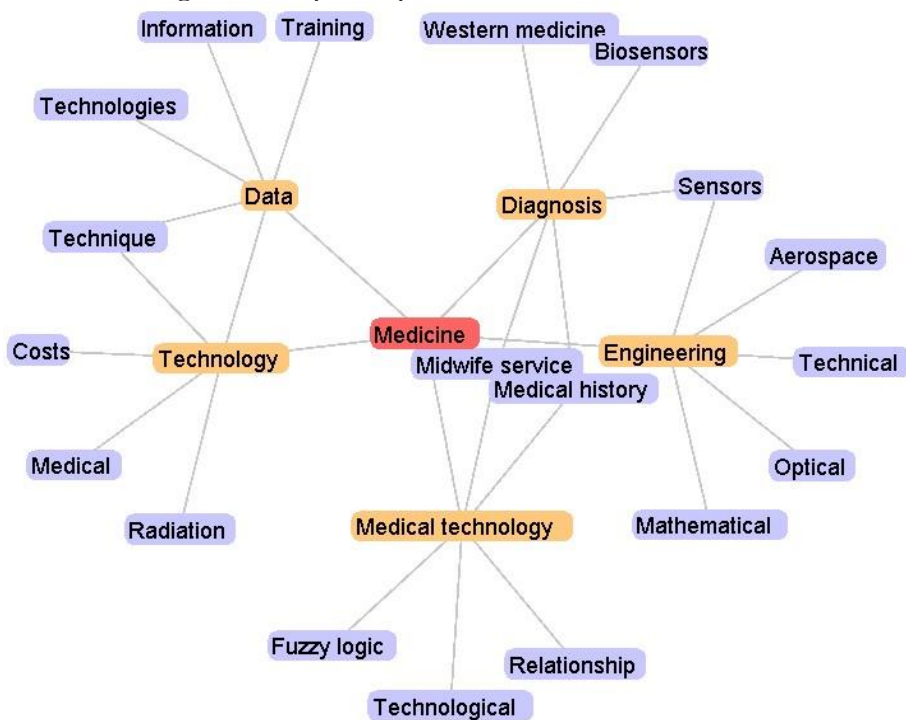 Information
Training
Western medicine
Biosensors
Technologies
Data
Diagnosis
Sensors
Technique
Aerospace
Medicine
Costs
Technology
Midwife service
Engineering
Technical
Medical history
Medical
Optical
Radiation
Medical technology
Mathematical
Fuzzy logic
Relationship
Technological